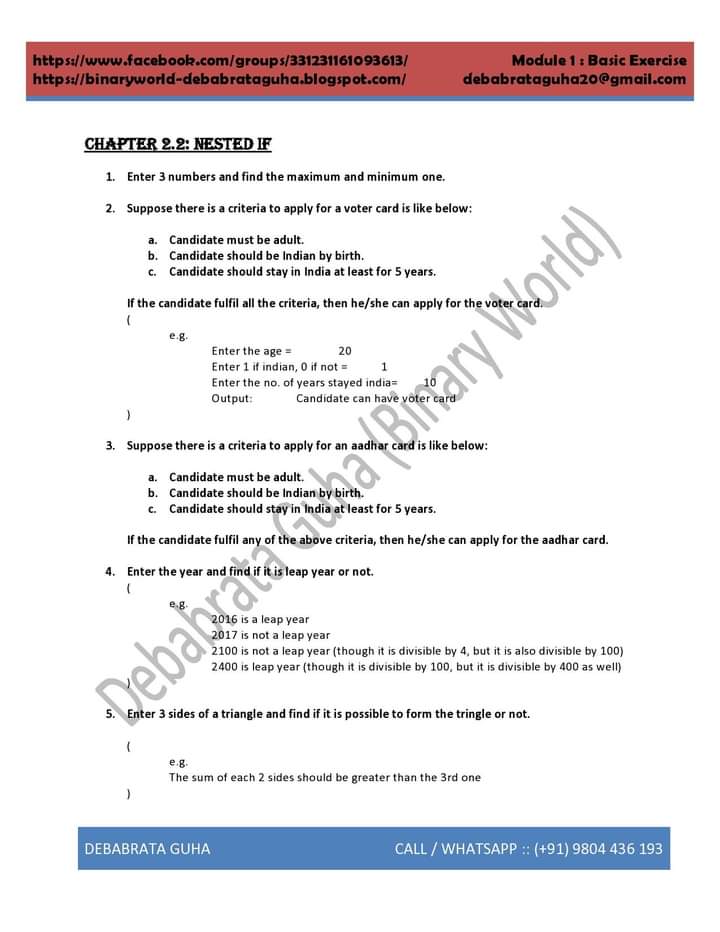 https://www.facebook.com/groups/331231161093613/ Module 1 : Basic Exercise
https://binaryworld-debabrataguha.blogspot.com/ debabrataguha20@gmail.com
CHAPTER 2.2: NESTED IF
1. Enter 3 numbers and find the maximum and minimum one.
2. Suppose there is a criteria to apply for a voter card is like below:
a. Candidate must be adult.
b. Candidate should be Indian by birth.
c. Candidate should stay in India at least for 5 years.
If the candidate fulfil all the criteria, then he/she can apply for the voter card.
(
e.g.
Enter the age = 20
Enter 1 if indian, 0 if not = 1
Enter the no. of years stayed india= 10
Output: Candidate can have voter card
)
3. Suppose there is a criteria to apply for an aadhar card is like below:
a. Candidate must be adult.
b. Candidate should be Indian by birth.
c. Candidate should stay in India at least for 5 years.
If the candidate fulfil any of the above criteria, then he/she can apply for the aadhar card.
4. Enter the year and find if it is leap year or not.
(
e.g.
2016 is a leap year
2017 is not a leap year
2100 is not a leap year (though it is divisible by 4, but it is also divisible by 100)
2400 is leap year (though it is divisible by 100, but it is divisible by 400 as well)
)
5. Enter 3 sides of a triangle and find if it is possible to form the tringle or not.
(
e.g.
The sum of each 2 sides should be greater than the 3rd one
)
Debabrata Guha (Binary World)
DEBABRATA GUHA CALL / WHATSAPP :: (+91) 9804 436 193